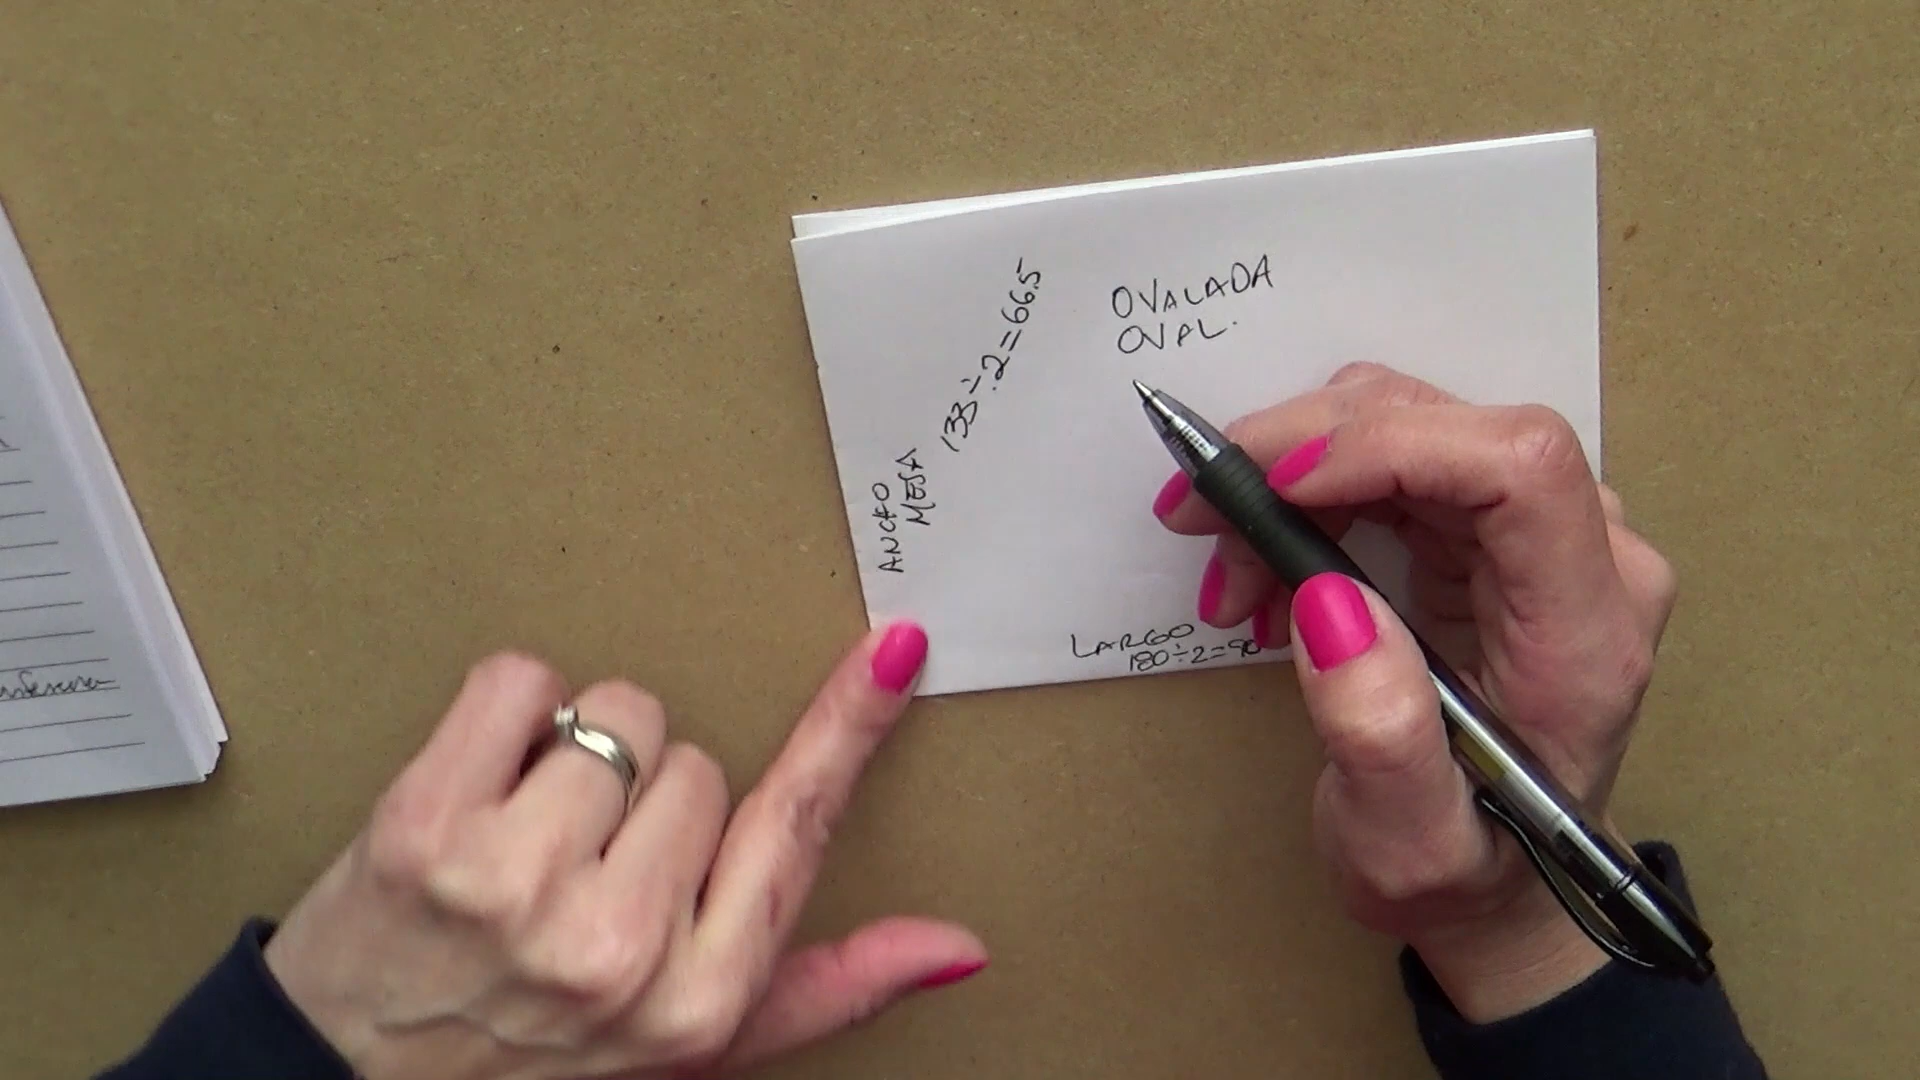 OVALADA
OVAL.
133÷2=66.5
ANCHO
MESA
LARGO
180÷2=90